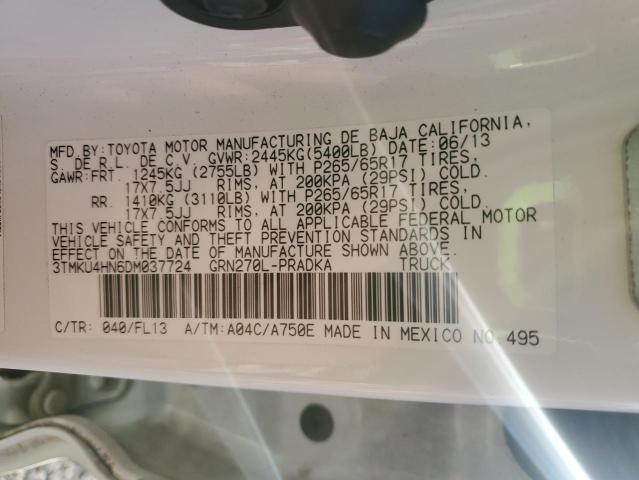 MFD BY:TOYOTA MOTOR MANUFACTURING DE BAJA CALIFORNIA,
S. DE R.L. DE C.V. GVWR:2445KG(5400LB) DATE:06/13
GAWR:FRT. 1245KG (2755LB) WITH P265/65R17 TIRES,
17X7.5JJ RIMS, AT 200KPA (29PSI) COLD.
RR. 1410KG (3110LB) WITH P265/65R17 TIRES,
17X7.5JJ RIMS, AT 200KPA (29PSI) COLD.
THIS VEHICLE CONFORMS TO ALL APPLICABLE FEDERAL MOTOR
VEHICLE SAFETY AND THEFT PREVENTION STANDARDS IN
EFFECT ON THE DATE OF MANUFACTURE SHOWN ABOVE.
3TMKU4HN6DM037724 GRN270L-PRADKA TRUCK
C/TR: 040/FL13 A/TM:A04C/A750E MADE IN MEXICO NO.495